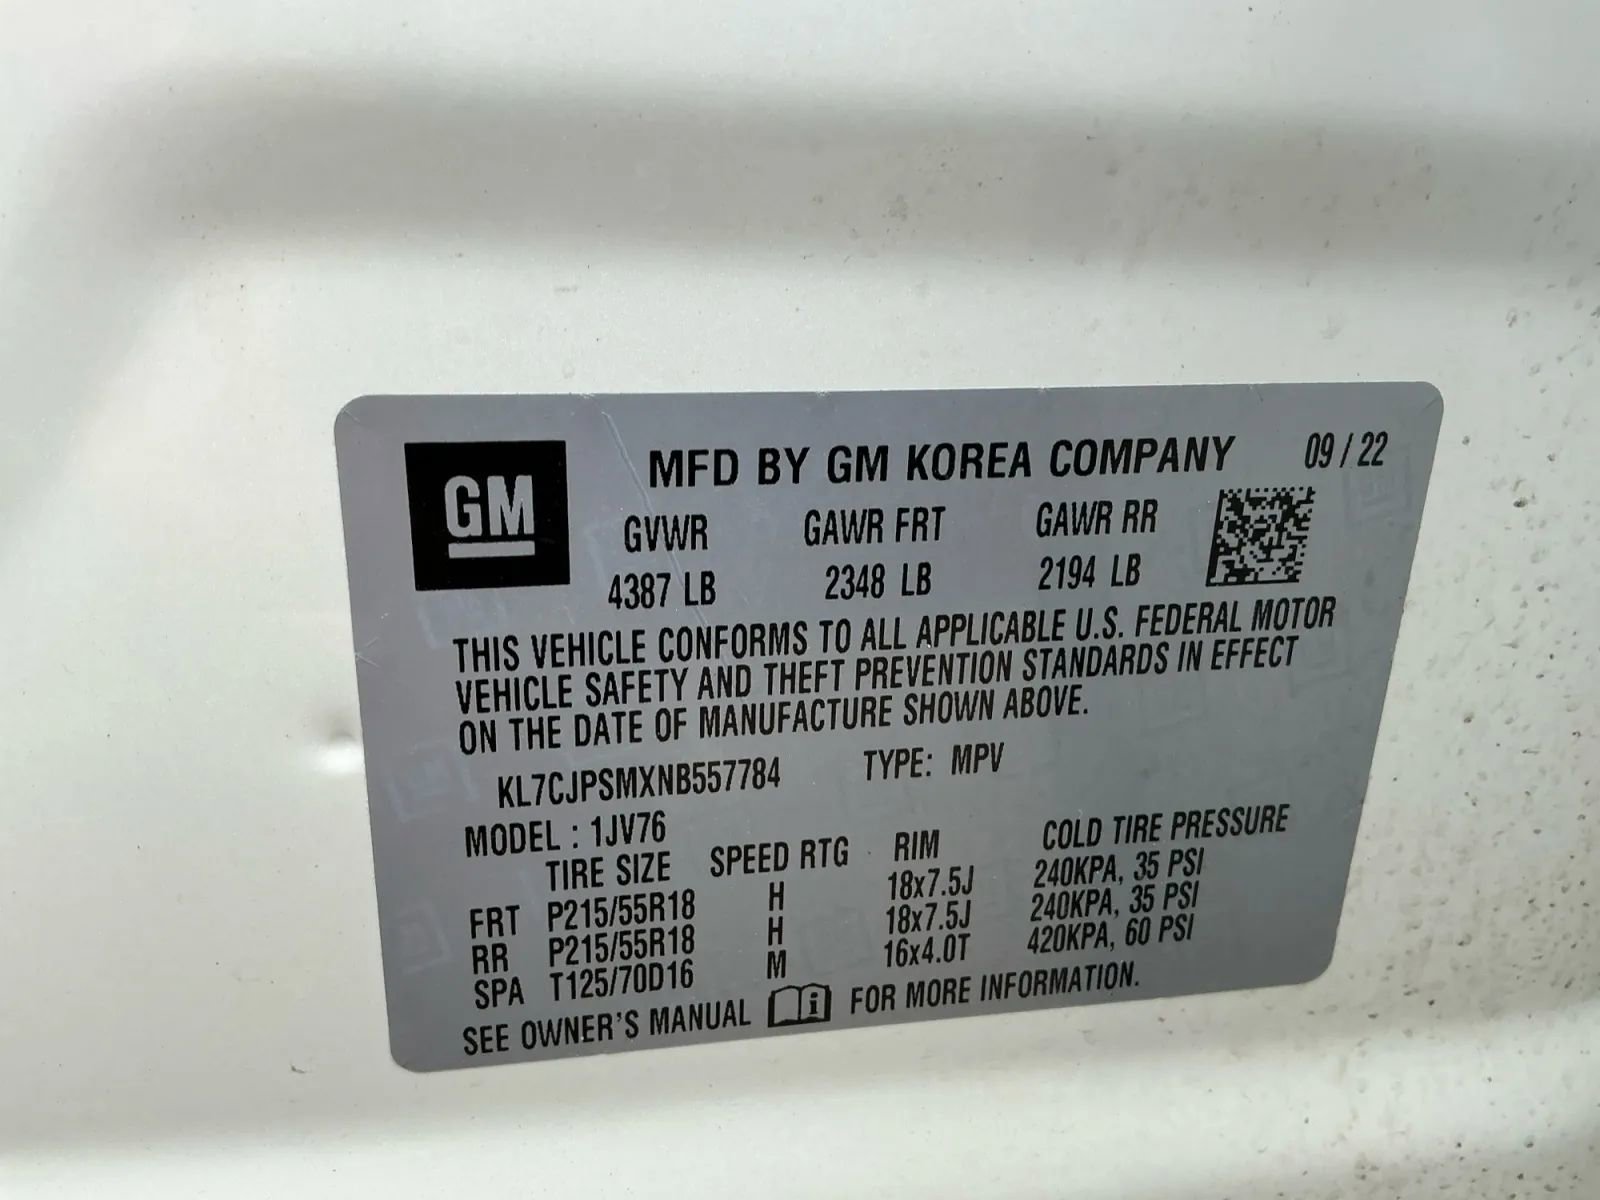 GM
MFD BY GM KOREA COMPANY 09 / 22
GVWR GAWR FRT GAWR RR
4387 LB 2348 LB 2194 LB
THIS VEHICLE CONFORMS TO ALL APPLICABLE U.S. FEDERAL MOTOR
VEHICLE SAFETY AND THEFT PREVENTION STANDARDS IN EFFECT
ON THE DATE OF MANUFACTURE SHOWN ABOVE.
KL7CJPSMXNB557784 TYPE: MPV
MODEL : 1JV76
TIRE SIZE SPEED RTG RIM COLD TIRE PRESSURE
FRT P215/55R18 H 18x7.5J 240KPA, 35 PSI
RR P215/55R18 H 18x7.5J 240KPA, 35 PSI
SPA T125/70D16 M 16x4.0T 420KPA, 60 PSI
SEE OWNER'S MANUAL i FOR MORE INFORMATION.